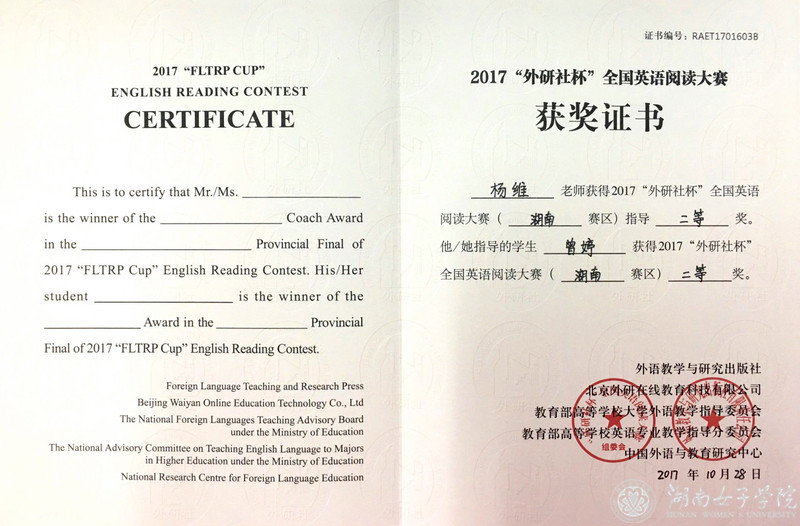 2017 “FLTRP CUP”
ENGLISH READING CONTEST
CERTIFICATE
This is to certify that Mr./Ms.
is the winner of the Coach Award
in the Provincial Final of
2017 “FLTRP Cup” English Reading Contest. His/Her
student is the winner of the
Award in the Provincial
Final of 2017 “FLTRP Cup” English Reading Contest.
Foreign Language Teaching and Research Press
Beijing Waiyan Online Education Technology Co., Ltd
The National Foreign Languages Teaching Advisory Board
under the Ministry of Education
The National Advisory Committee on Teaching English Language to Majors
in Higher Education under the Ministry of Education
National Research Centre for Foreign Language Education
证书编号：RAET1701603B
2017“外研社杯”全国英语阅读大赛
获奖证书
杨维 老师获得2017“外研社杯”全国英语
阅读大赛（ 湖南 赛区）指导 二等 奖。
他/她指导的学生 曾婷 获得2017“外研社杯”
全国英语阅读大赛（ 湖南 赛区） 二等 奖。
外语教学与研究出版社
北京外研在线教育科技有限公司
教育部高等学校大学外语教学指导委员会
教育部高等学校英语专业教学指导分委员会
中国外语与教育研究中心
2017 年 10 月 28 日
组委会
湖南女子学院
HUNAN WOMEN'S UNIVERSITY